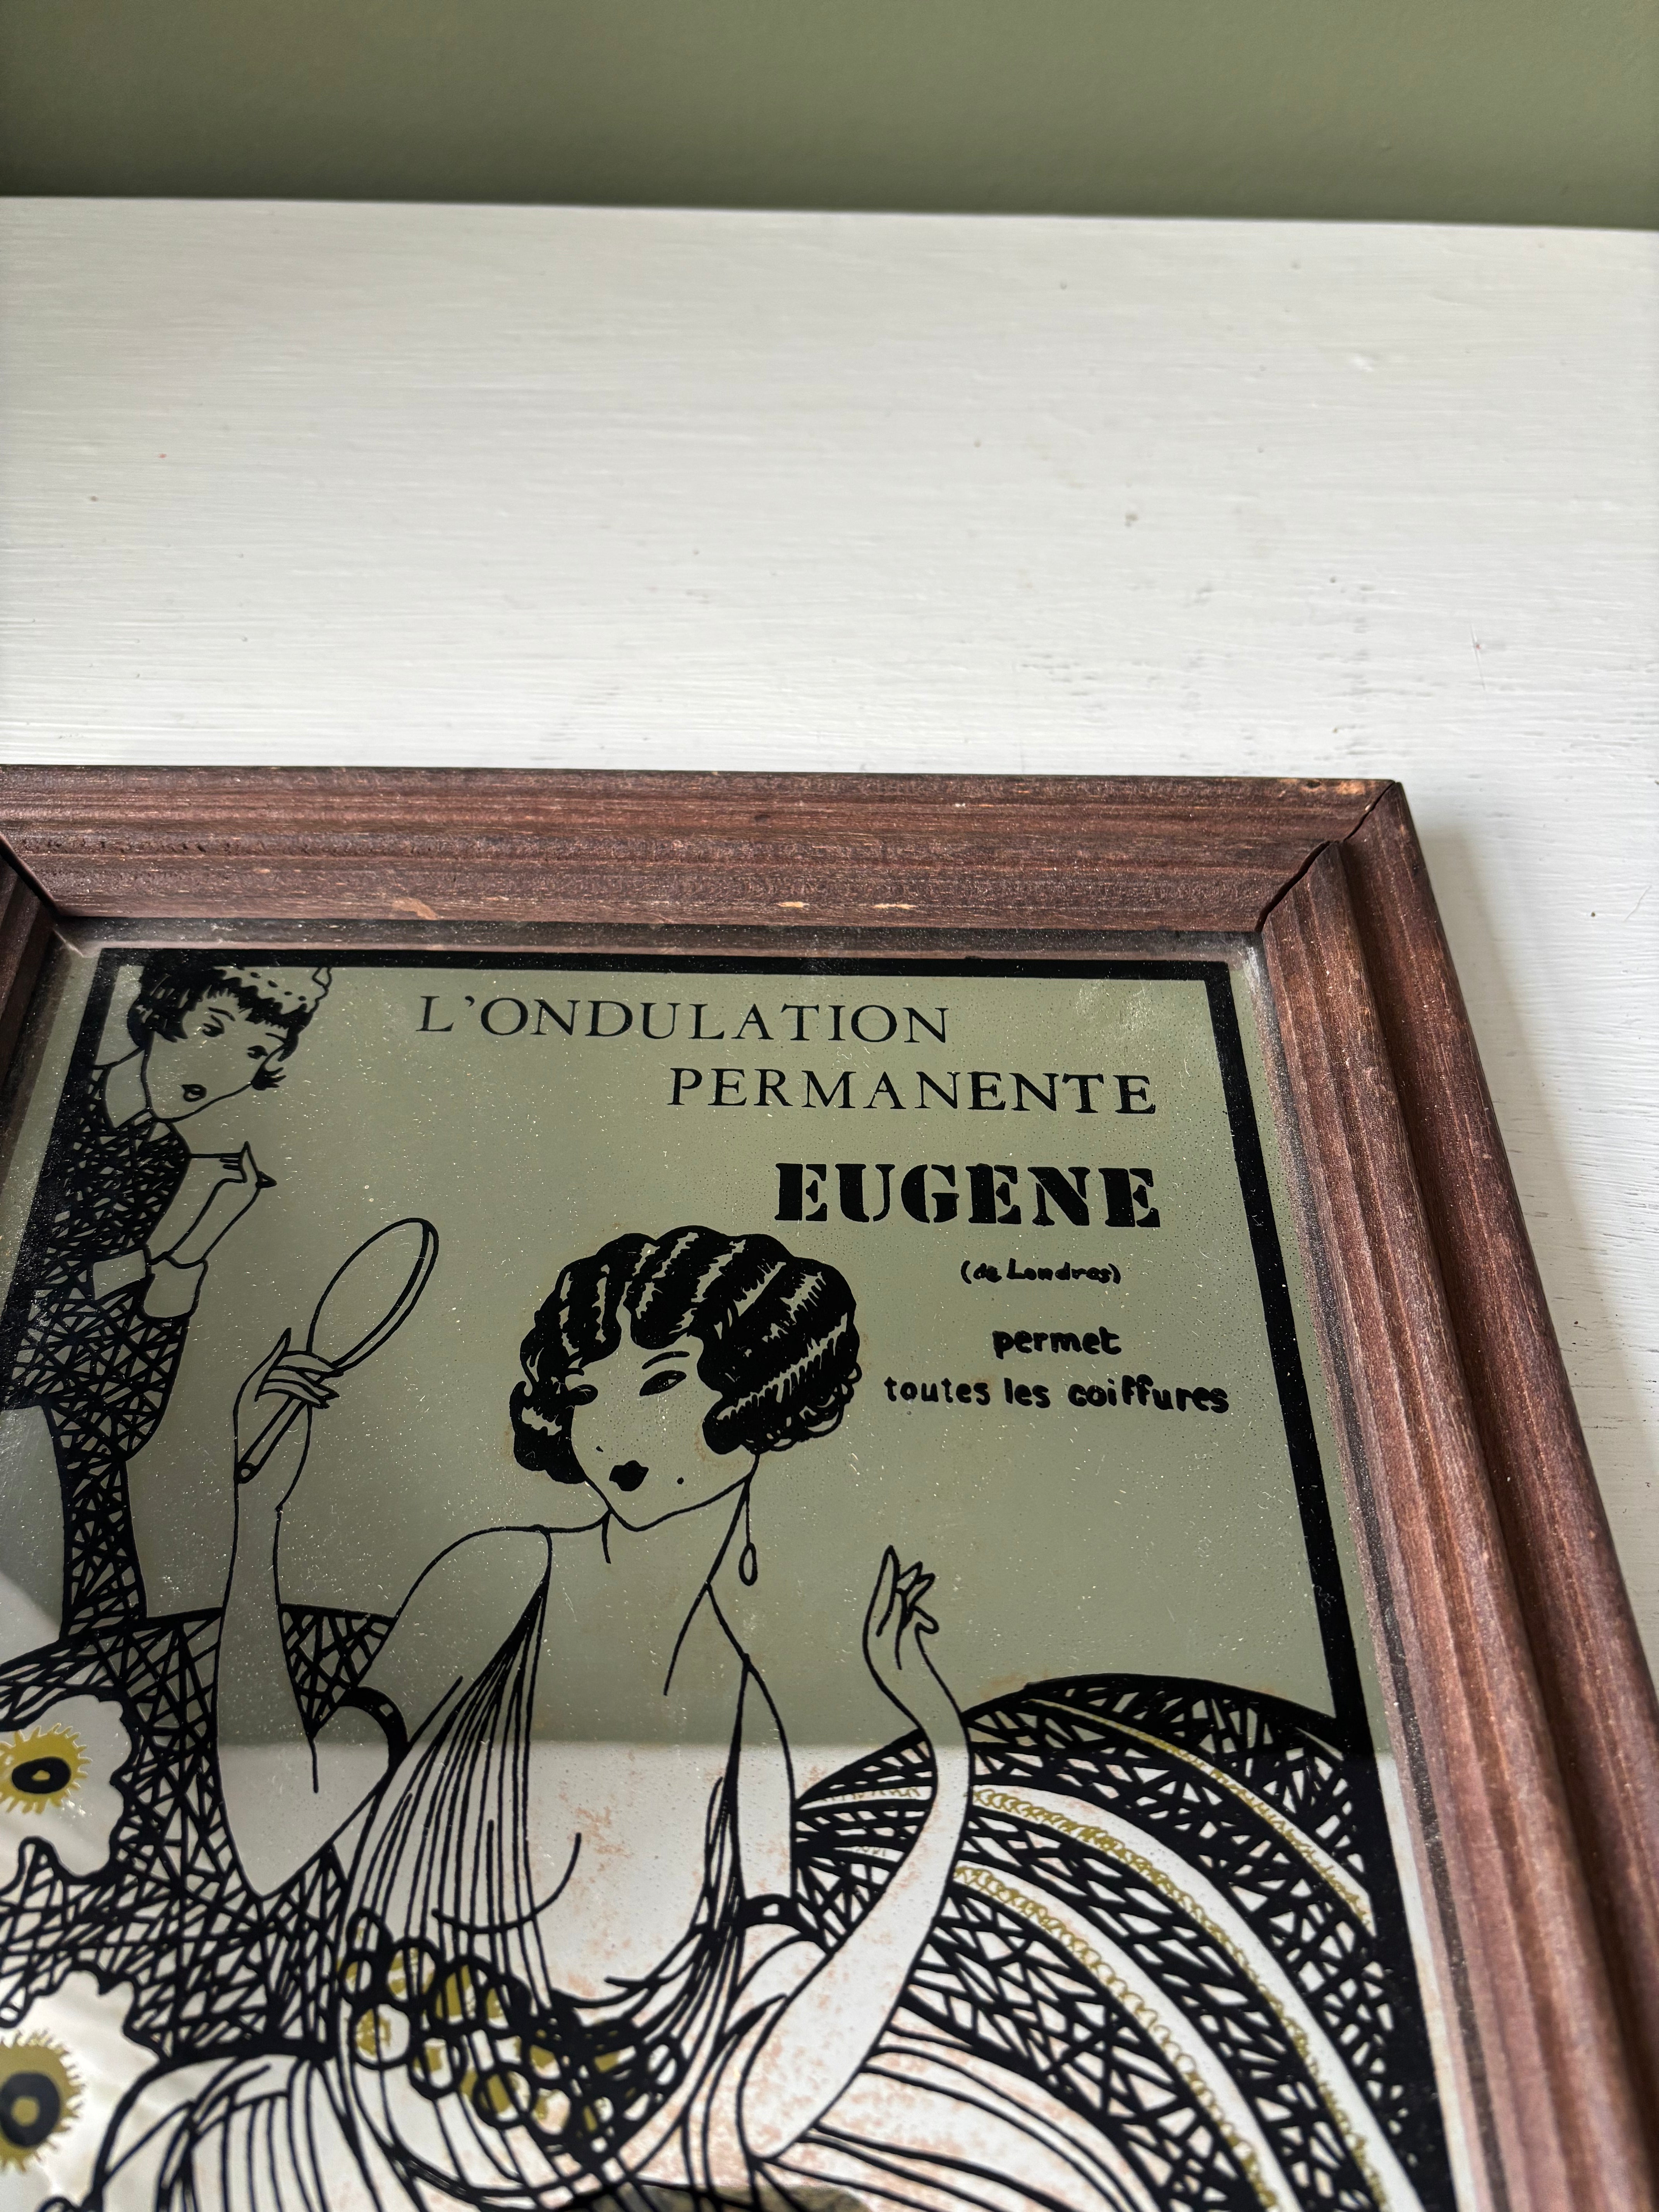 L'ONDULATION
PERMANENTE
EUGENE
(de Londres)
permet
toutes les coiffures